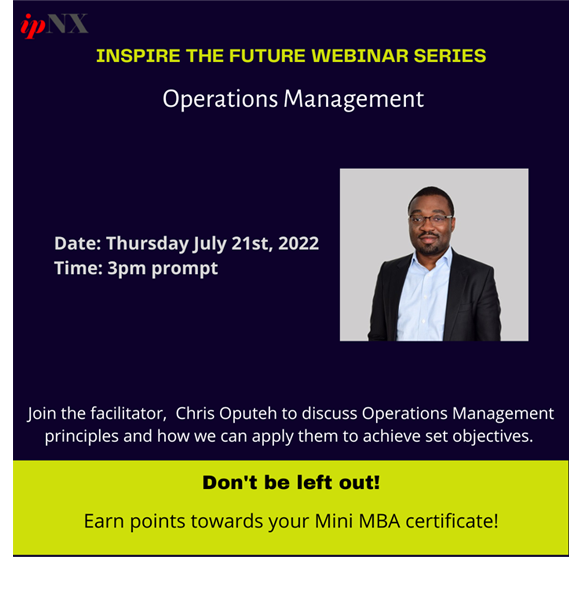 ipNX
INSPIRE THE FUTURE WEBINAR SERIES
Operations Management
Date: Thursday July 21st, 2022
Time: 3pm prompt
Join the facilitator,  Chris Oputeh to discuss Operations Management
principles and how we can apply them to achieve set objectives.
Don't be left out!
Earn points towards your Mini MBA certificate!